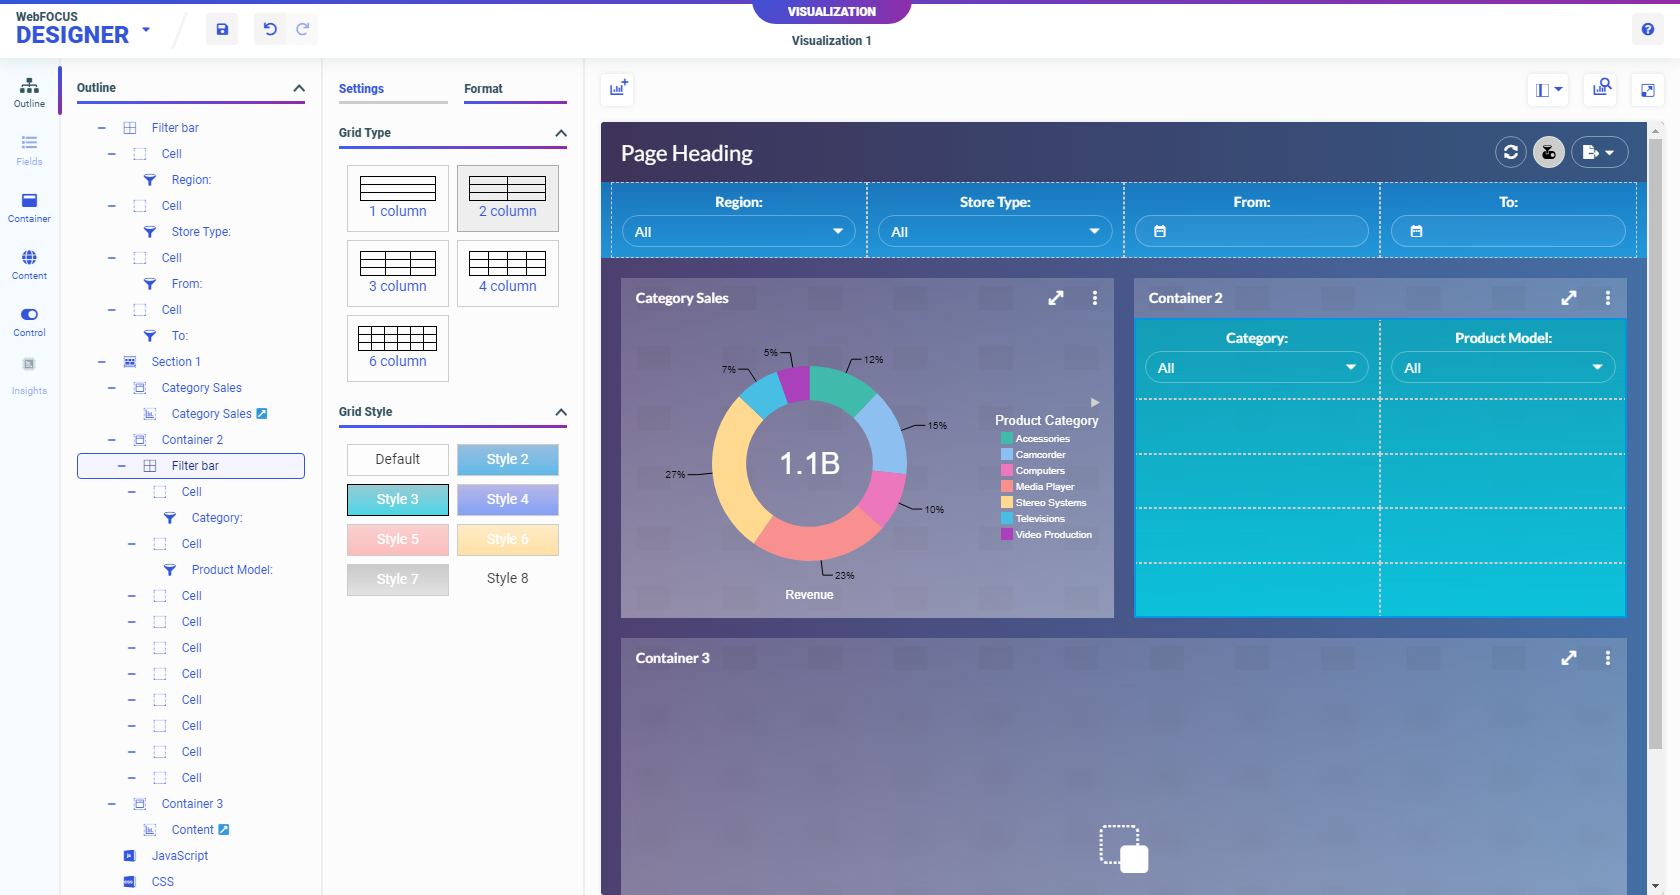 WebFOCUS
DESIGNER
VISUALIZATION
Visualization 1
Outline
Fields
Container
Content
Control
Insights
Outline
Filter bar
Cell
Region:
Cell
Store Type:
Cell
From:
Cell
To:
Section 1
Category Sales
Category Sales
Container 2
Filter bar
Cell
Category:
Cell
Product Model:
Cell
Cell
Cell
Cell
Cell
Cell
Cell
Cell
Container 3
Content
JavaScript
CSS
Settings
Format
Grid Type
1 column
2 column
3 column
4 column
6 column
Grid Style
Default
Style 2
Style 3
Style 4
Style 5
Style 6
Style 7
Style 8
Page Heading
Region:
All
Store Type:
All
From:
To:
Category Sales
5%
12%
7%
15%
27%
10%
23%
1.1B
Revenue
Product Category
Accessories
Camcorder
Computers
Media Player
Stereo Systems
Televisions
Video Production
Container 2
Category:
All
Product Model:
All
Container 3